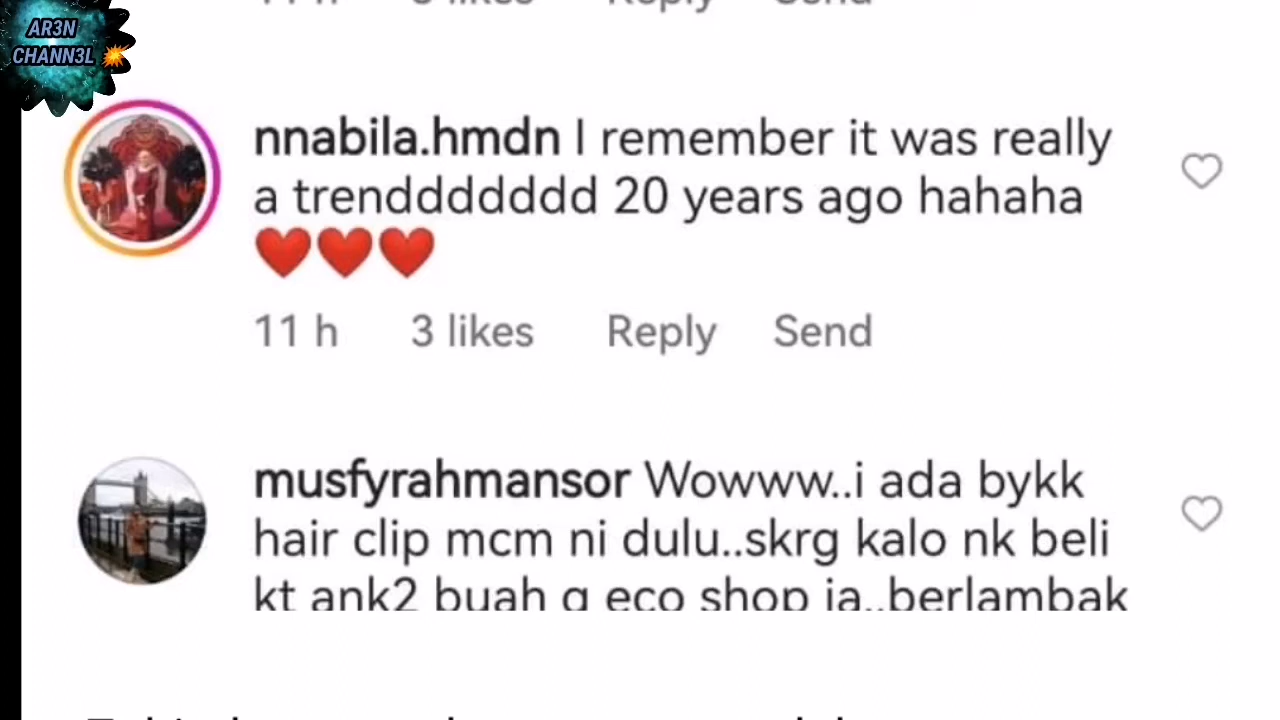 AR3N
CHANN3L 💥
nnabila.hmdn I remember it was really
a trenddddddd 20 years ago hahaha
❤️❤️❤️
11 h 3 likes Reply Send
musfyrahmansor Wowww..i ada bykk
hair clip mcm ni dulu..skrg kalo nk beli
kt ank2 buah g eco shop ja..berlambak